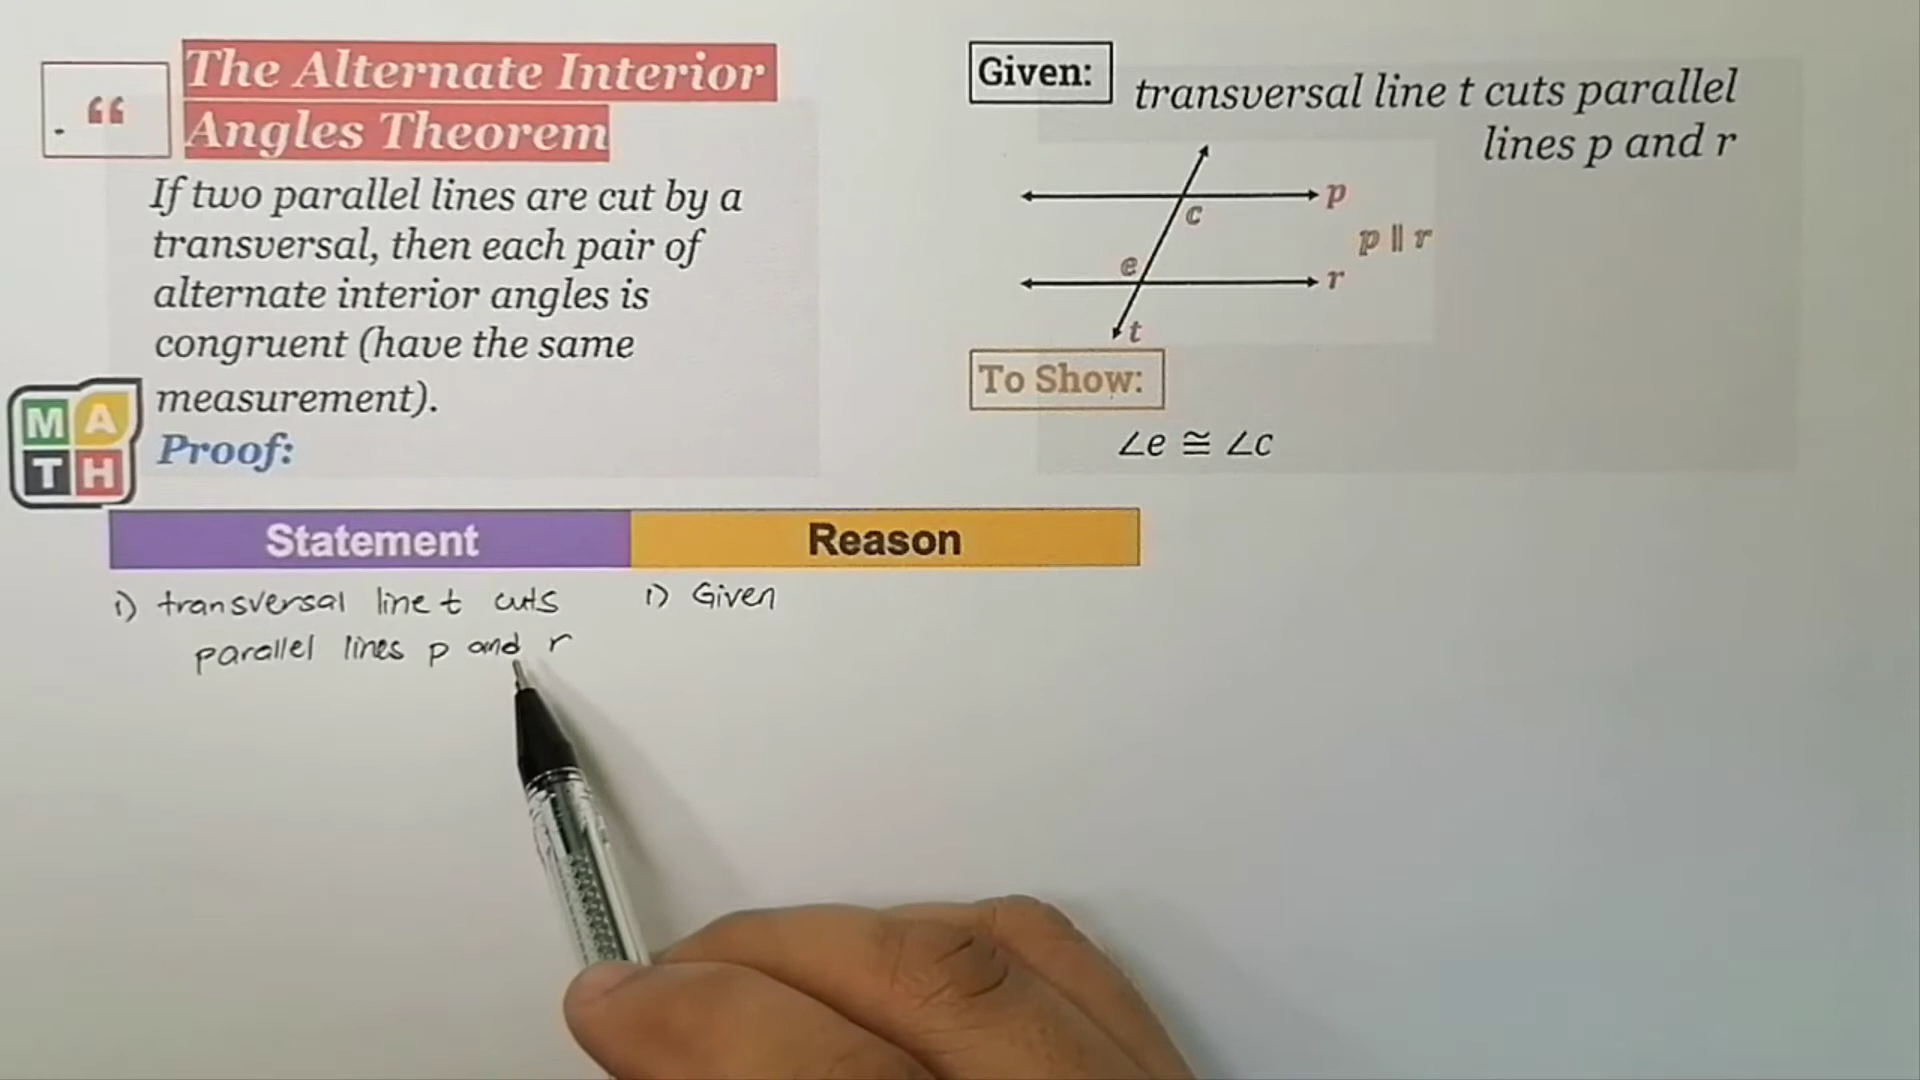 “
The Alternate Interior
Angles Theorem
If two parallel lines are cut by a
transversal, then each pair of
alternate interior angles is
congruent (have the same
measurement).
Proof:
M A
T H
Given:
transversal line t cuts parallel
lines p and r
p
c
p ∥ r
e
r
t
To Show:
∠e ≅ ∠c
Statement
Reason
1) transversal line t cuts
parallel lines p and r
1) Given